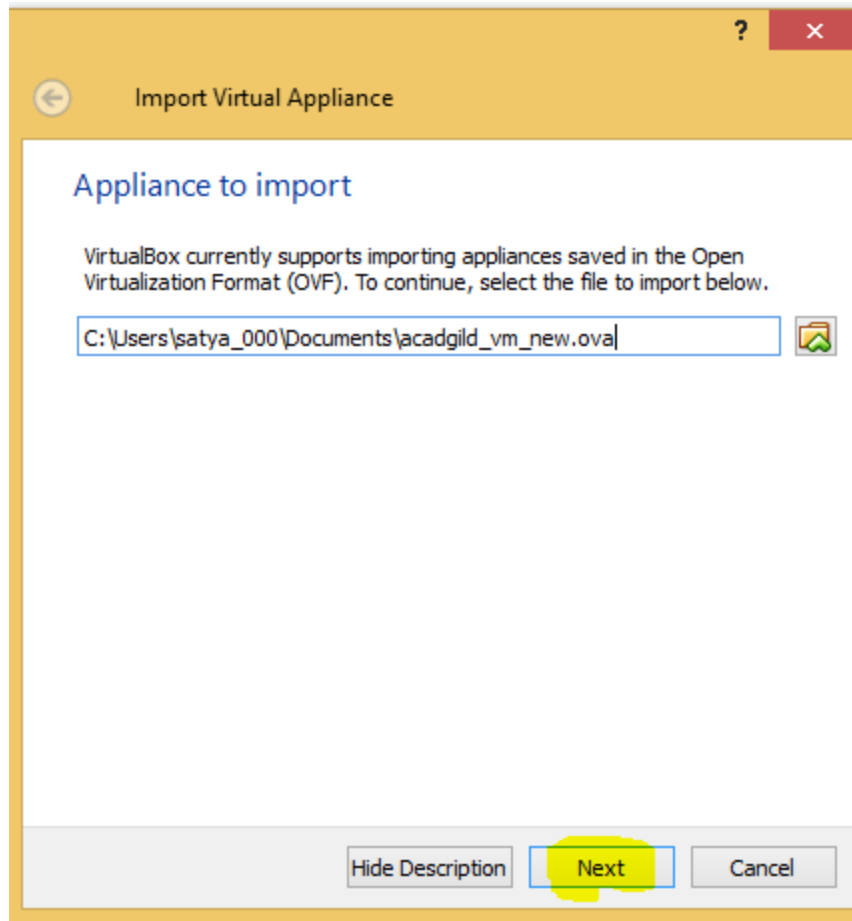 ?
Import Virtual Appliance
Appliance to import
VirtualBox currently supports importing appliances saved in the Open
Virtualization Format (OVF). To continue, select the file to import below.
C:\Users\satya_000\Documents\acadgild_vm_new.ova
Hide Description Next Cancel